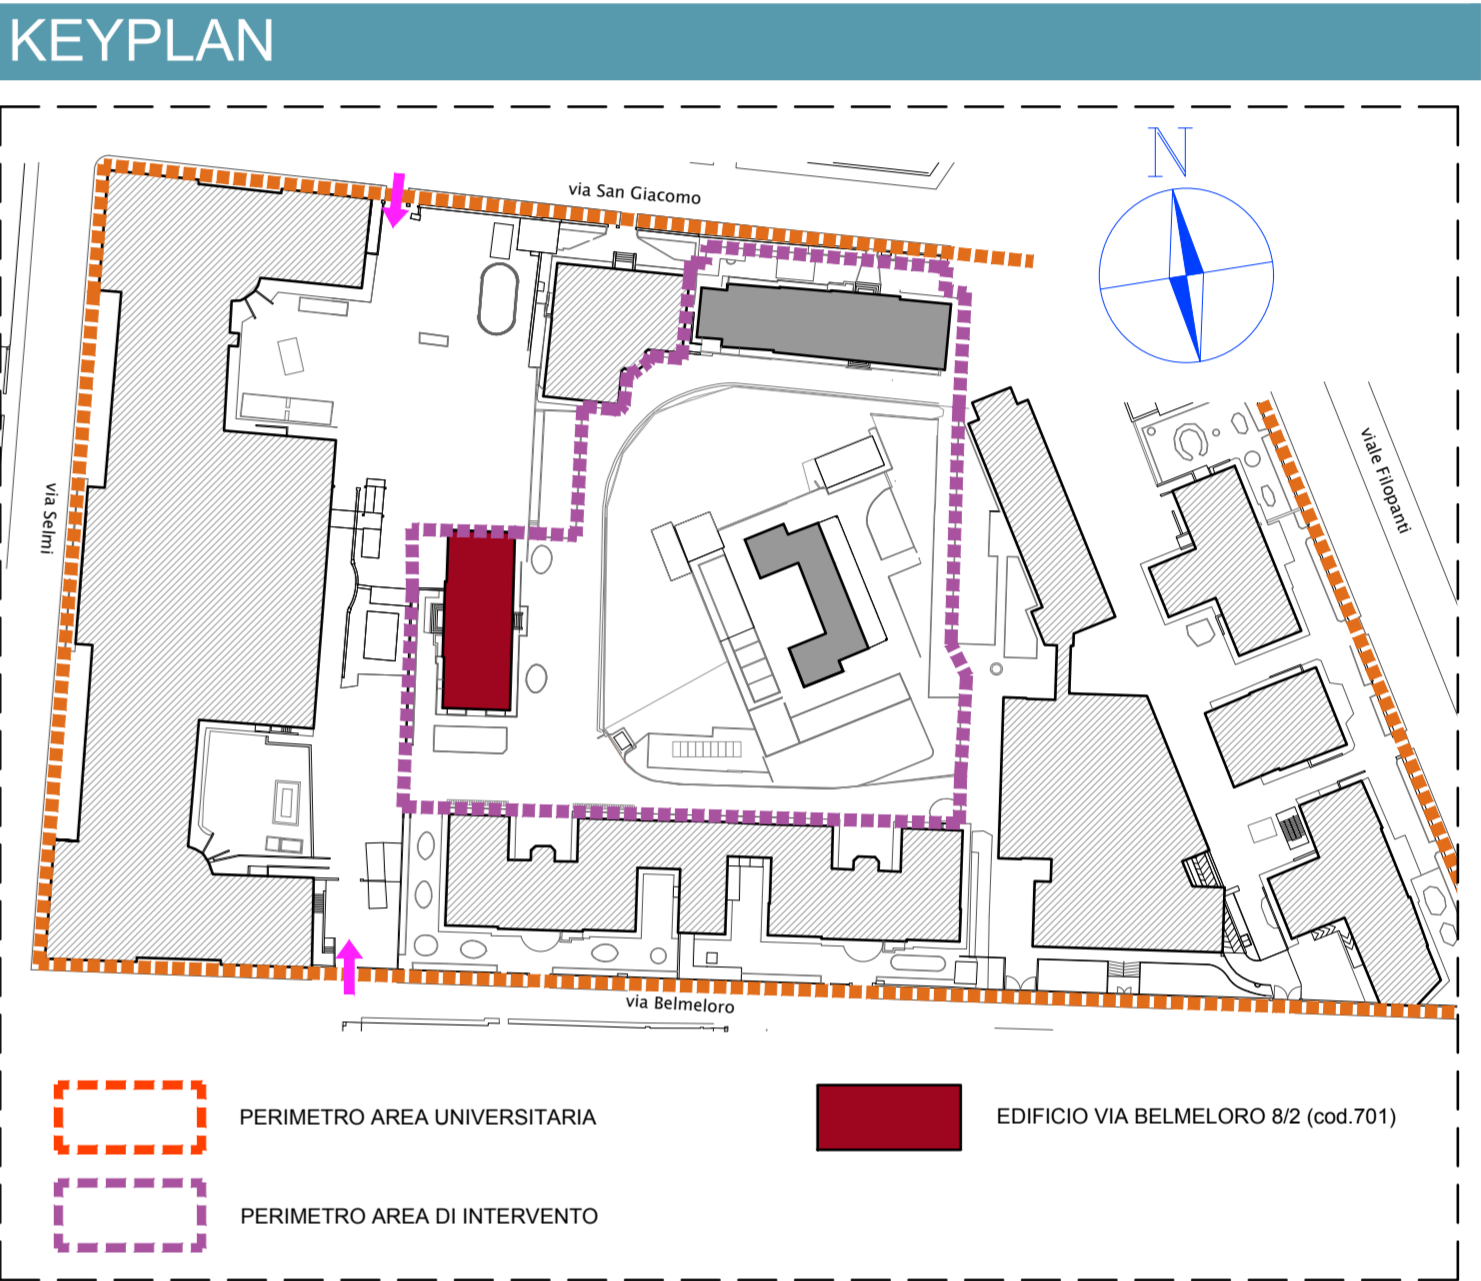 KEYPLAN
N
via San Giacomo
viale Filopanti
via Selmi
via Belmeloro
PERIMETRO AREA UNIVERSITARIA
EDIFICIO VIA BELMELORO 8/2 (cod.701)
PERIMETRO AREA DI INTERVENTO